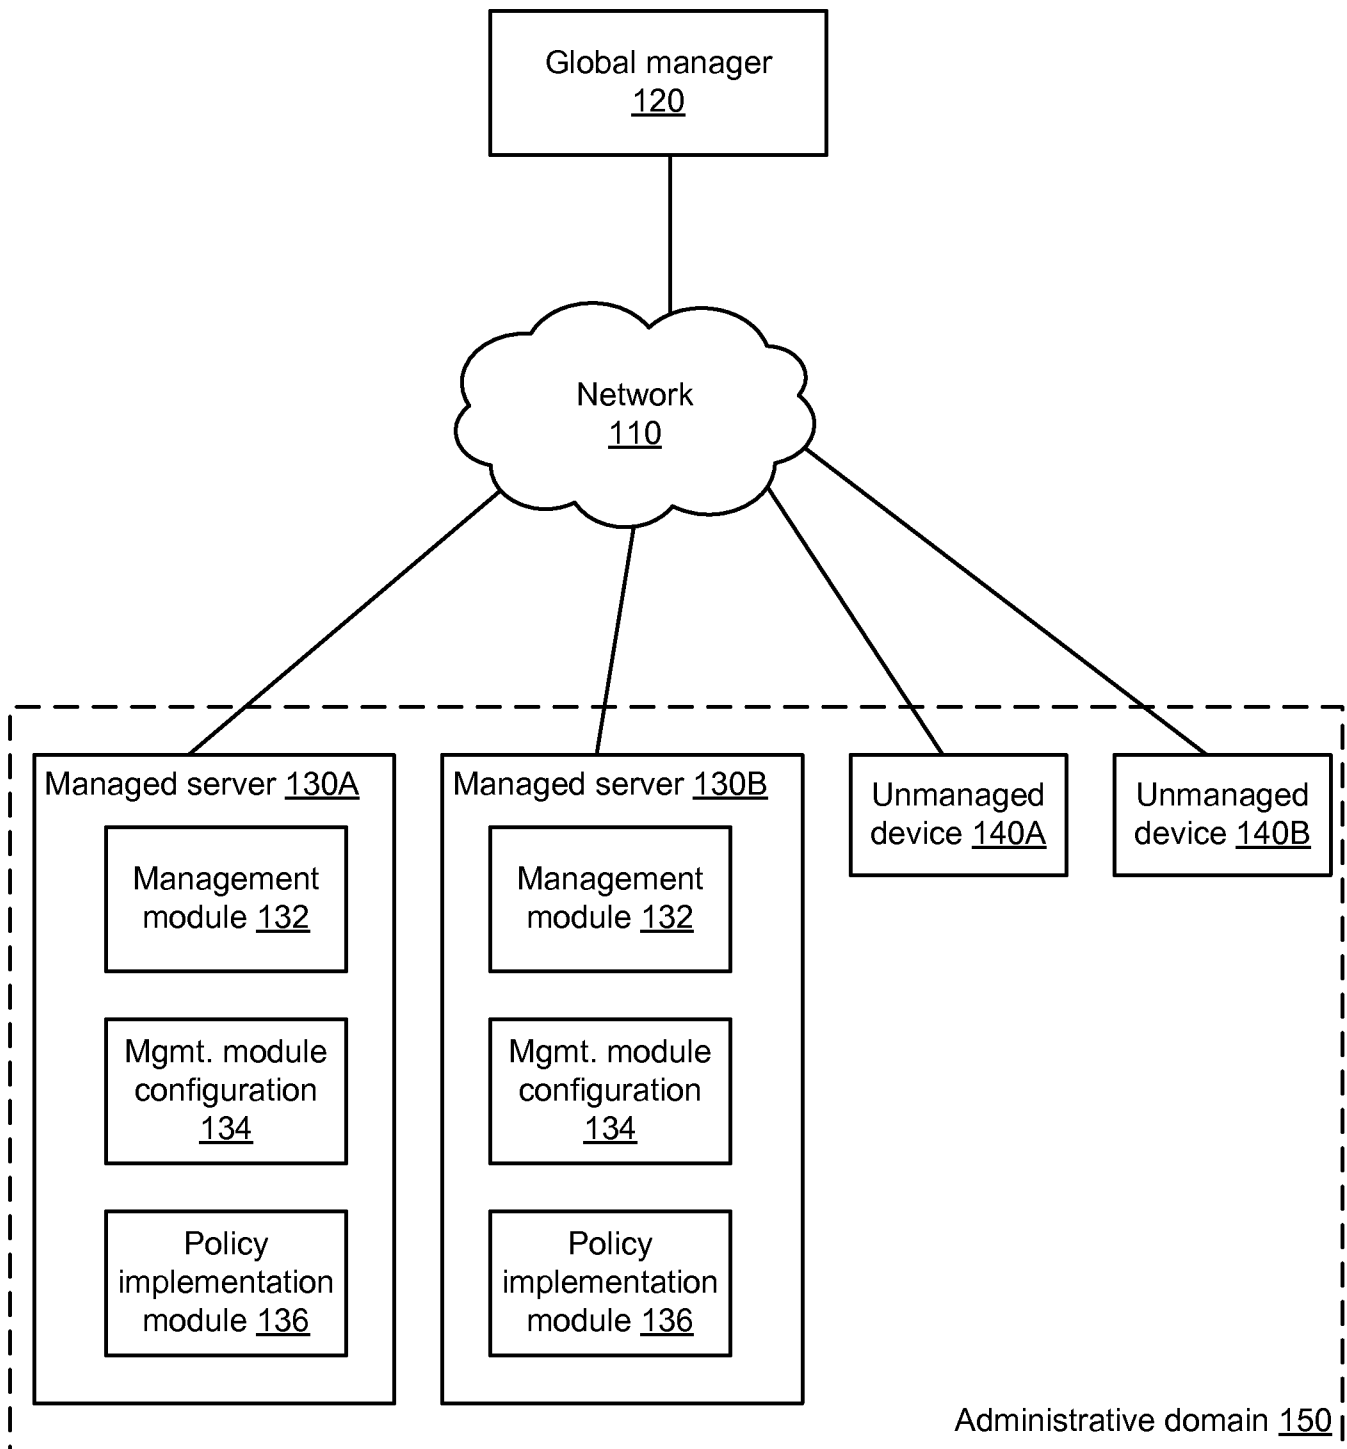 Global manager
120
Network
110
Managed server 130A
Management
module 132
Mgmt. module
configuration
134
Policy
implementation
module 136
Managed server 130B
Management
module 132
Mgmt. module
configuration
134
Policy
implementation
module 136
Unmanaged
device 140A
Unmanaged
device 140B
Administrative domain 150